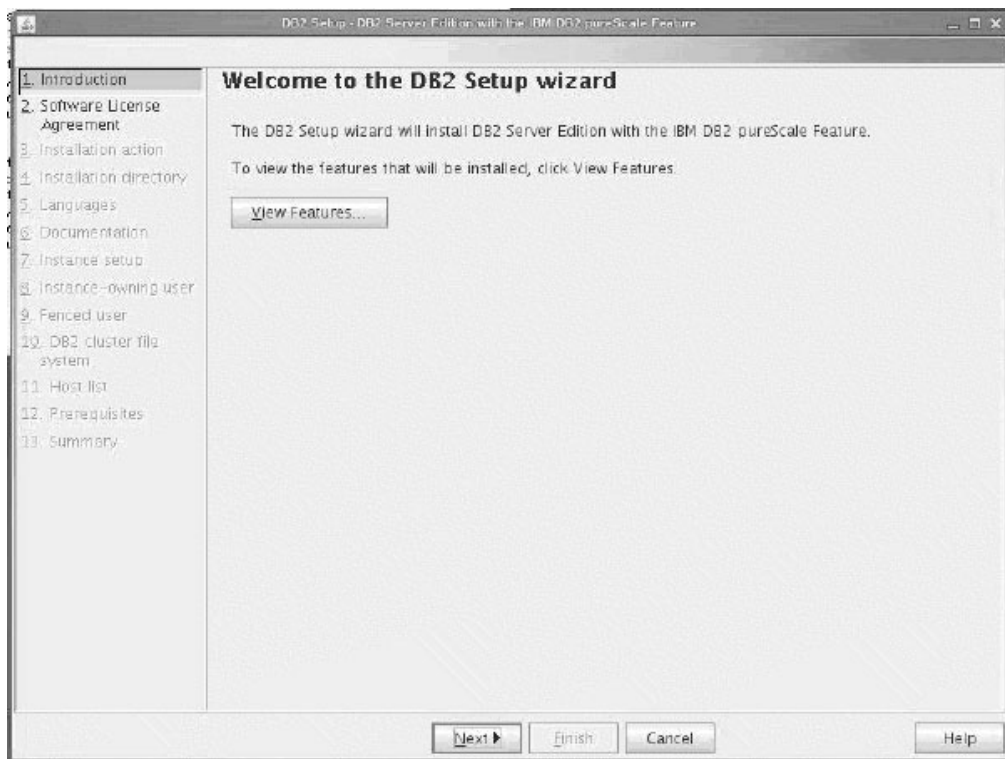 DB2 Setup - DB2 Server Edition with the IBM DB2 pureScale Feature
1. Introduction
2. Software License
Agreement
3. Installation action
4. Installation directory
5. Languages
6. Documentation
7. Instance setup
8. Instance-owning user
9. Fenced user
10. DB2 cluster file
system
11. Host list
12. Prerequisites
13. Summary
Welcome to the DB2 Setup wizard
The DB2 Setup wizard will install DB2 Server Edition with the IBM DB2 pureScale Feature.
To view the features that will be installed, click View Features.
View Features...
Next
Finish
Cancel
Help